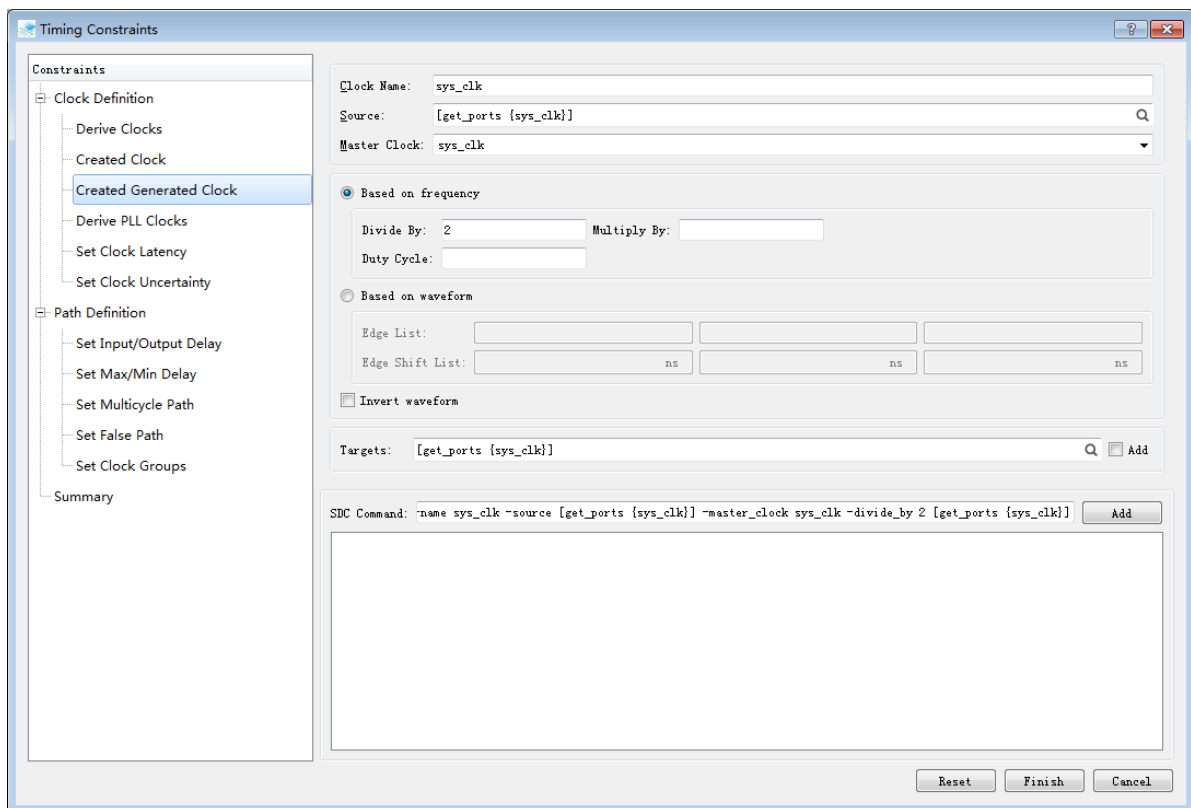 Timing Constraints
Constraints
Clock Definition
Derive Clocks
Created Clock
Created Generated Clock
Derive PLL Clocks
Set Clock Latency
Set Clock Uncertainty
Path Definition
Set Input/Output Delay
Set Max/Min Delay
Set Multicycle Path
Set False Path
Set Clock Groups
Summary
Clock Name: sys_clk
Source: [get_ports {sys_clk}]
Master Clock: sys_clk
Based on frequency
Divide By: 2 Multiply By:
Duty Cycle:
Based on waveform
Edge List:
Edge Shift List: ns ns ns
Invert waveform
Targets: [get_ports {sys_clk}] Add
SDC Command: -name sys_clk -source [get_ports {sys_clk}] -master_clock sys_clk -divide_by 2 [get_ports {sys_clk}] Add
Reset Finish Cancel